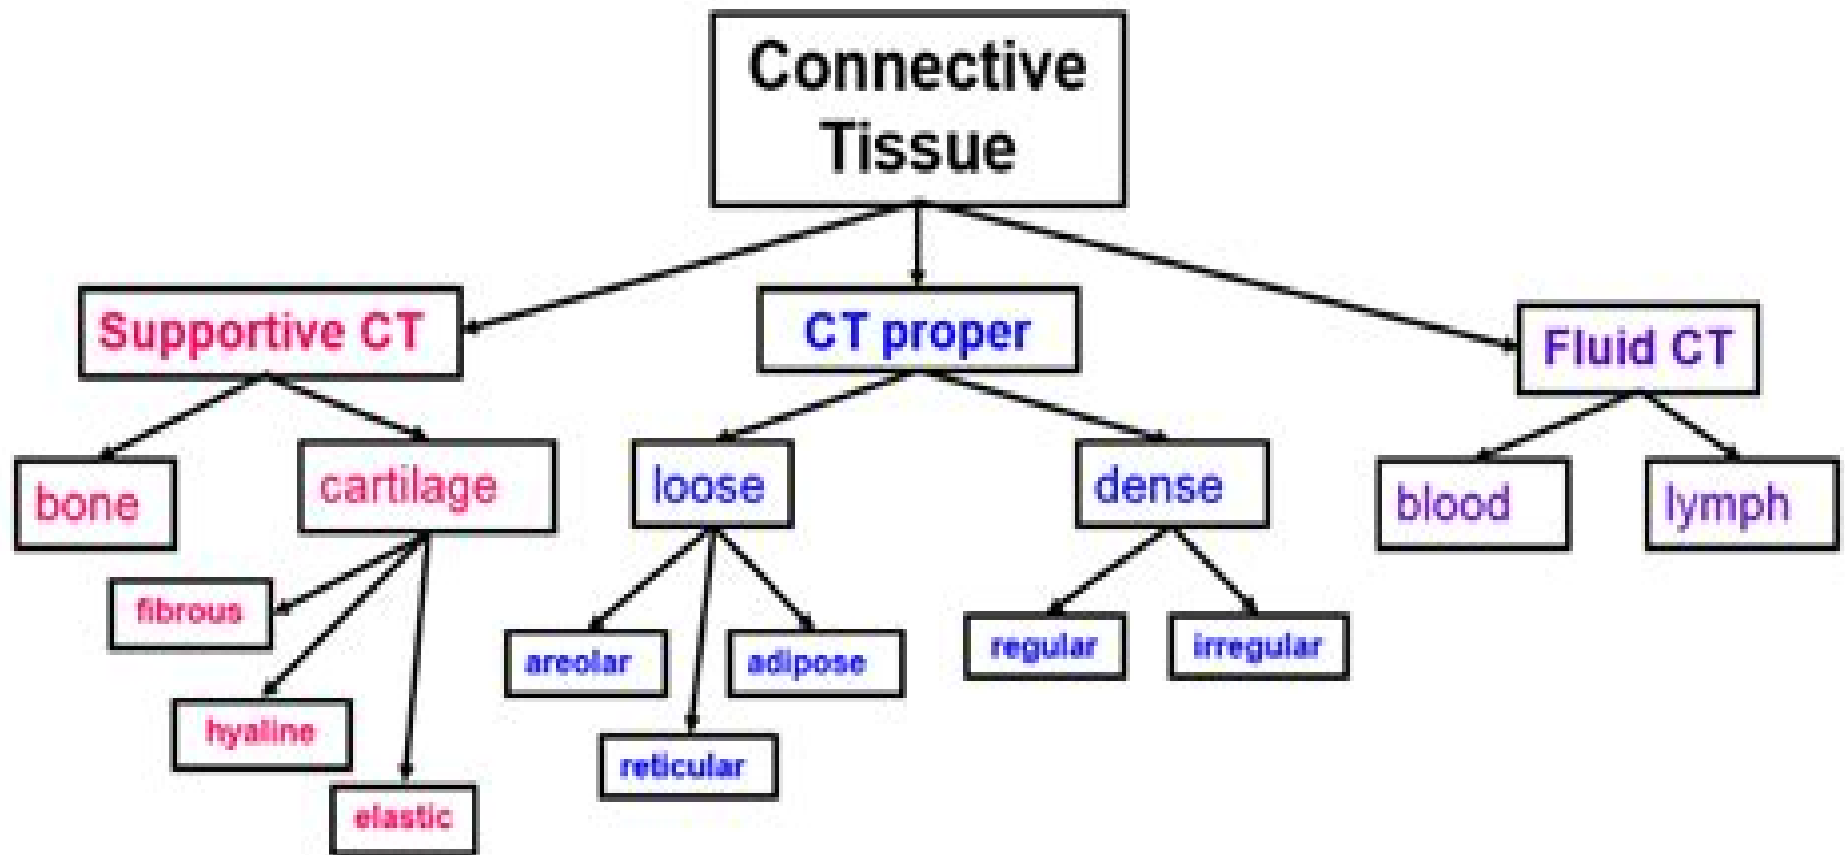 Connective
Tissue
Supportive CT
CT proper
Fluid CT
bone
cartilage
loose
dense
blood
lymph
fibrous
hyaline
elastic
areolar
adipose
reticular
regular
irregular